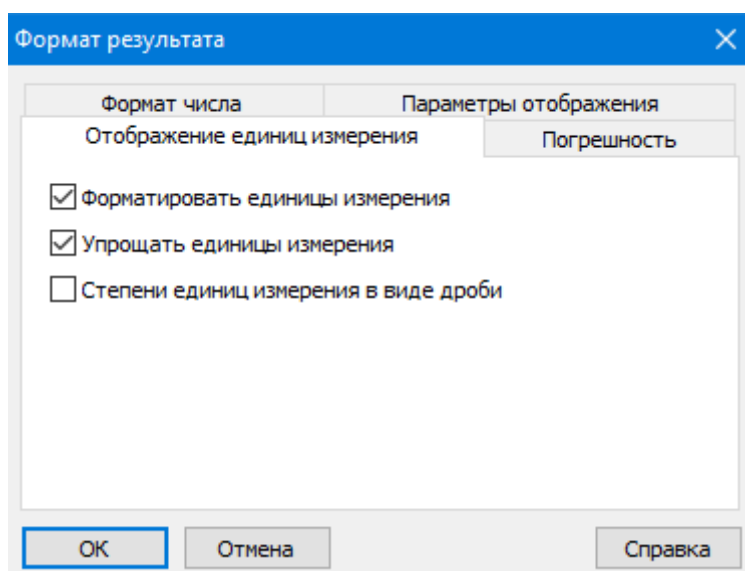 Формат результата
Формат числа
Параметры отображения
Отображение единиц измерения
Погрешность
Форматировать единицы измерения
Упрощать единицы измерения
Степени единиц измерения в виде дроби
ОК
Отмена
Справка